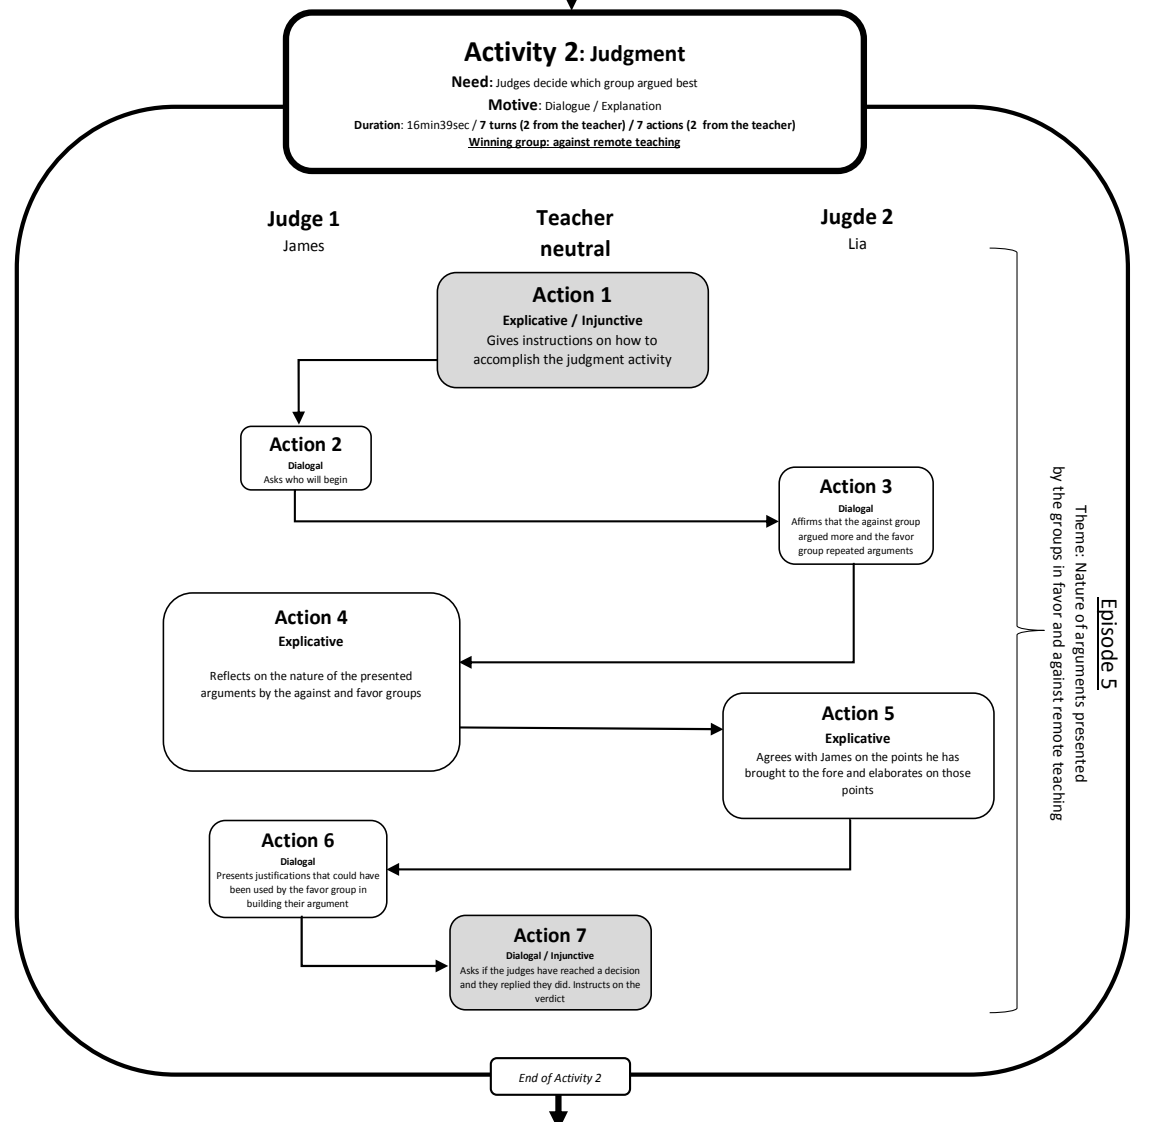 Activity 2: Judgment
Need: Judges decide which group argued best
Motive: Dialogue / Explanation
Duration: 16min39sec / 7 turns (2 from the teacher) / 7 actions (2 from the teacher)
Winning group: against remote teaching
Judge 1
James
Teacher
neutral
Jugde 2
Lia
Action 1
Explicative / Injunctive
Gives instructions on how to
accomplish the judgment activity
Action 2
Dialogal
Asks who will begin
Action 3
Dialogal
Affirms that the against group
argued more and the favor
group repeated arguments
Action 4
Explicative
Reflects on the nature of the presented
arguments by the against and favor groups
Action 5
Explicative
Agrees with James on the points he has
brought to the fore and elaborates on those
points
Action 6
Dialogal
Presents justifications that could have
been used by the favor group in
building their argument
Action 7
Dialogal / Injunctive
Asks if the judges have reached a decision
and they replied they did. Instructs on the
verdict
Episode 5
Theme: Nature of arguments presented
by the groups in favor and against remote teaching
End of Activity 2